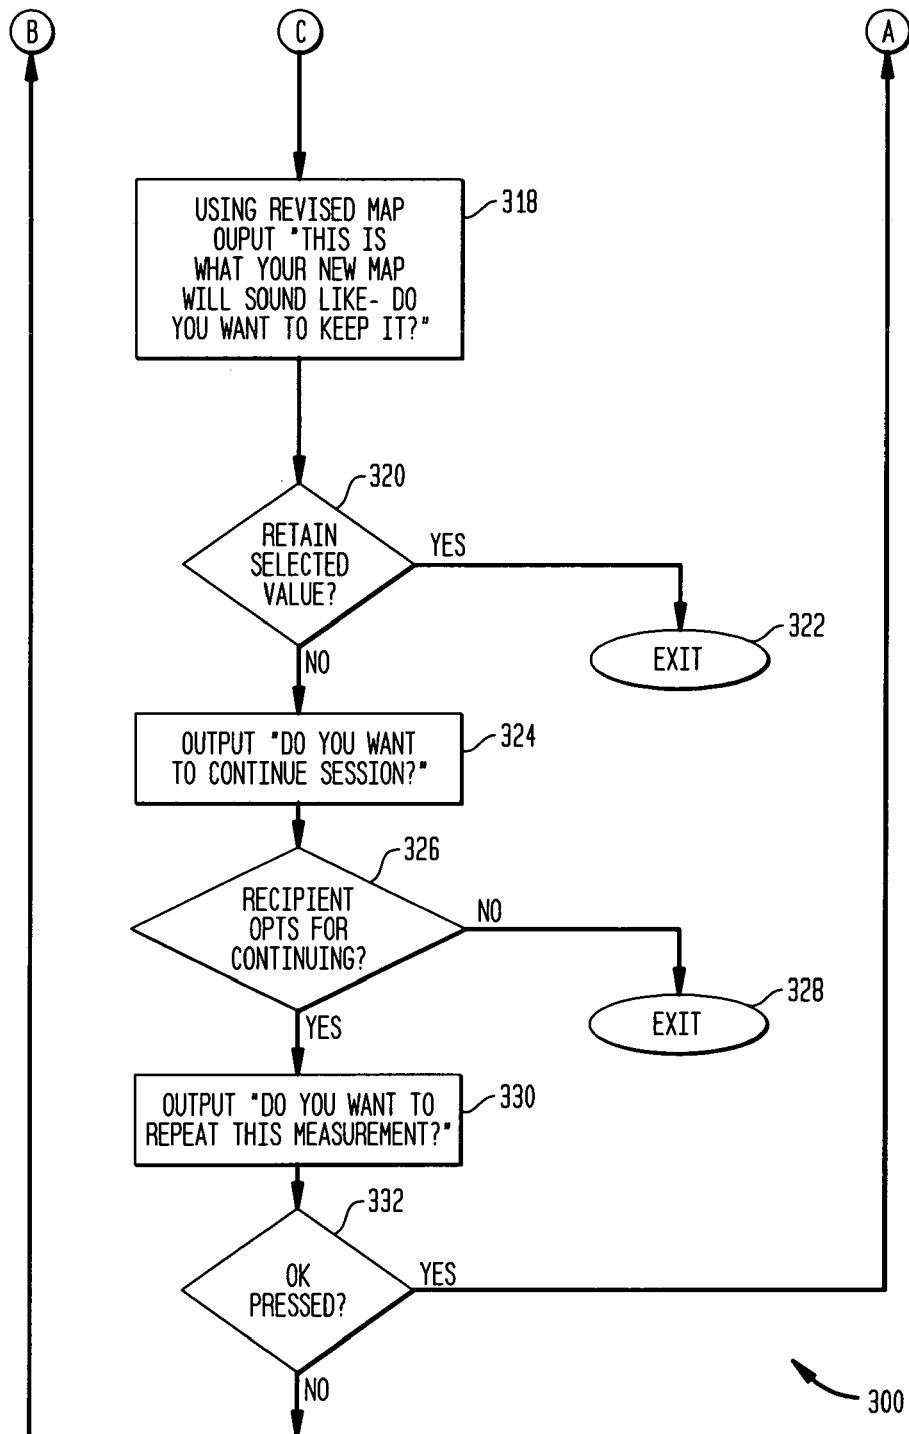 B
C
A
USING REVISED MAP
OUPUT "THIS IS
WHAT YOUR NEW MAP
WILL SOUND LIKE- DO
YOU WANT TO KEEP IT?"
318
320
RETAIN
SELECTED
VALUE?
YES
NO
EXIT
322
OUTPUT "DO YOU WANT
TO CONTINUE SESSION?"
324
326
RECIPIENT
OPTS FOR
CONTINUING?
NO
YES
EXIT
328
OUTPUT "DO YOU WANT TO
REPEAT THIS MEASUREMENT?"
330
332
OK
PRESSED?
YES
NO
300